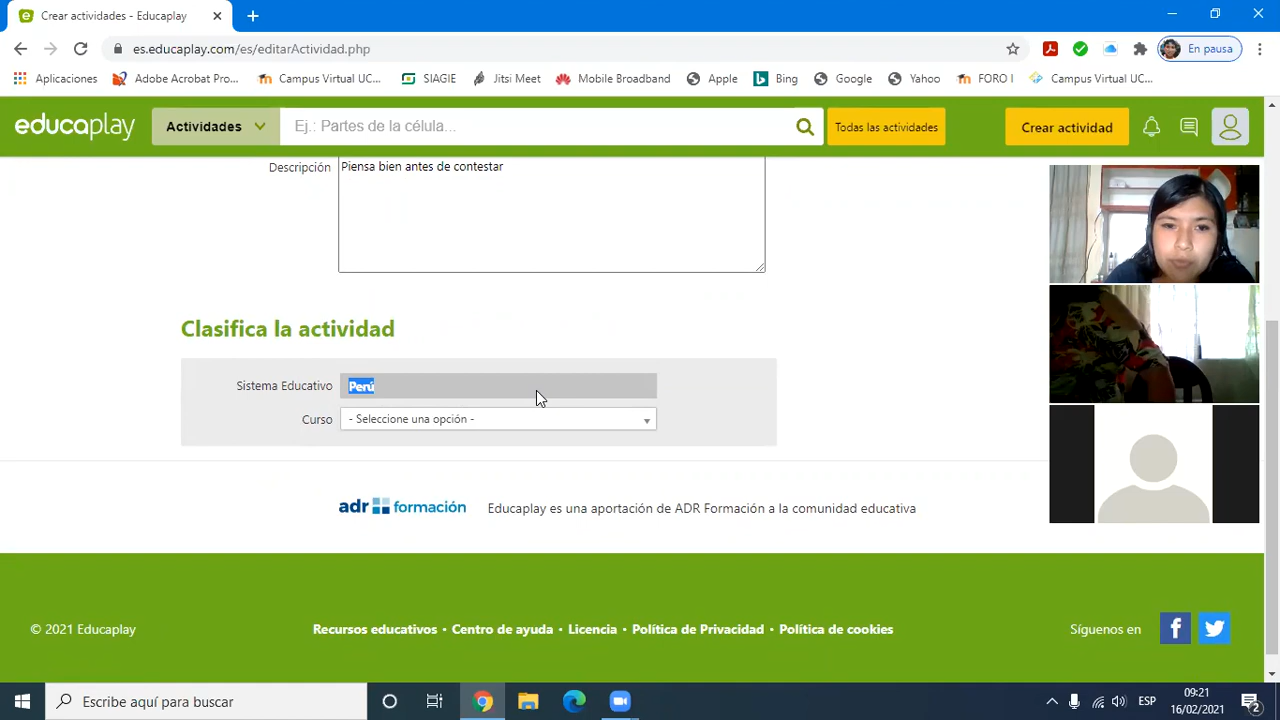 Crear actividades - Educaplay
es.educaplay.com/es/editarActividad.php
En pausa
Aplicaciones
Adobe Acrobat Pro...
Campus Virtual UC...
SIAGIE
Jitsi Meet
Mobile Broadband
Apple
Bing
Google
Yahoo
FORO I
Campus Virtual UC...
educaplay
Actividades
Ej.: Partes de la célula...
Todas las actividades
Crear actividad
Descripción
Piensa bien antes de contestar
Clasifica la actividad
Sistema Educativo
Perú
Curso
- Seleccione una opción -
adr formación
Educaplay es una aportación de ADR Formación a la comunidad educativa
© 2021 Educaplay
Recursos educativos · Centro de ayuda · Licencia · Política de Privacidad · Política de cookies
Síguenos en
Escribe aquí para buscar
ESP
09:21
16/02/2021
2